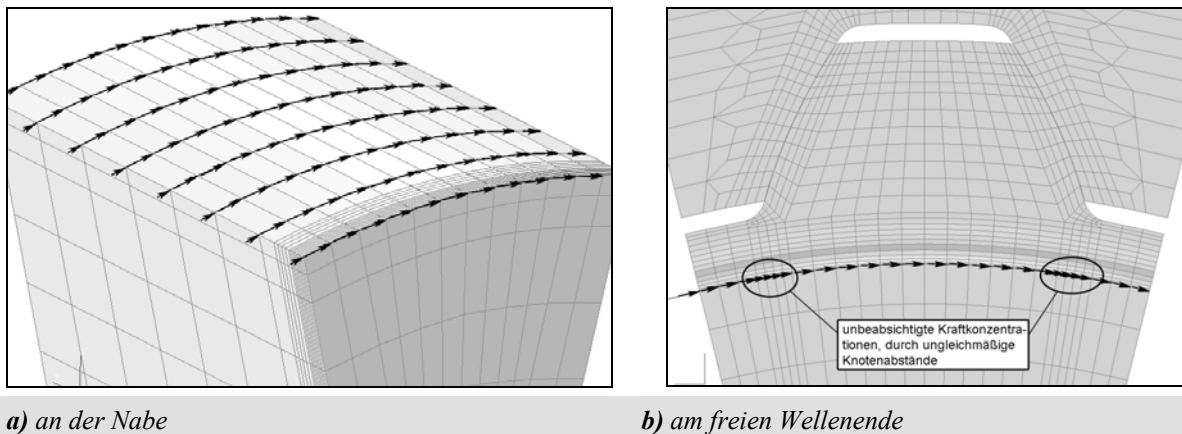 unbeabsichtigte Kraftkonzentra-
tionen, durch ungleichmäßige
Knotenabstände
a) an der Nabe
b) am freien Wellenende